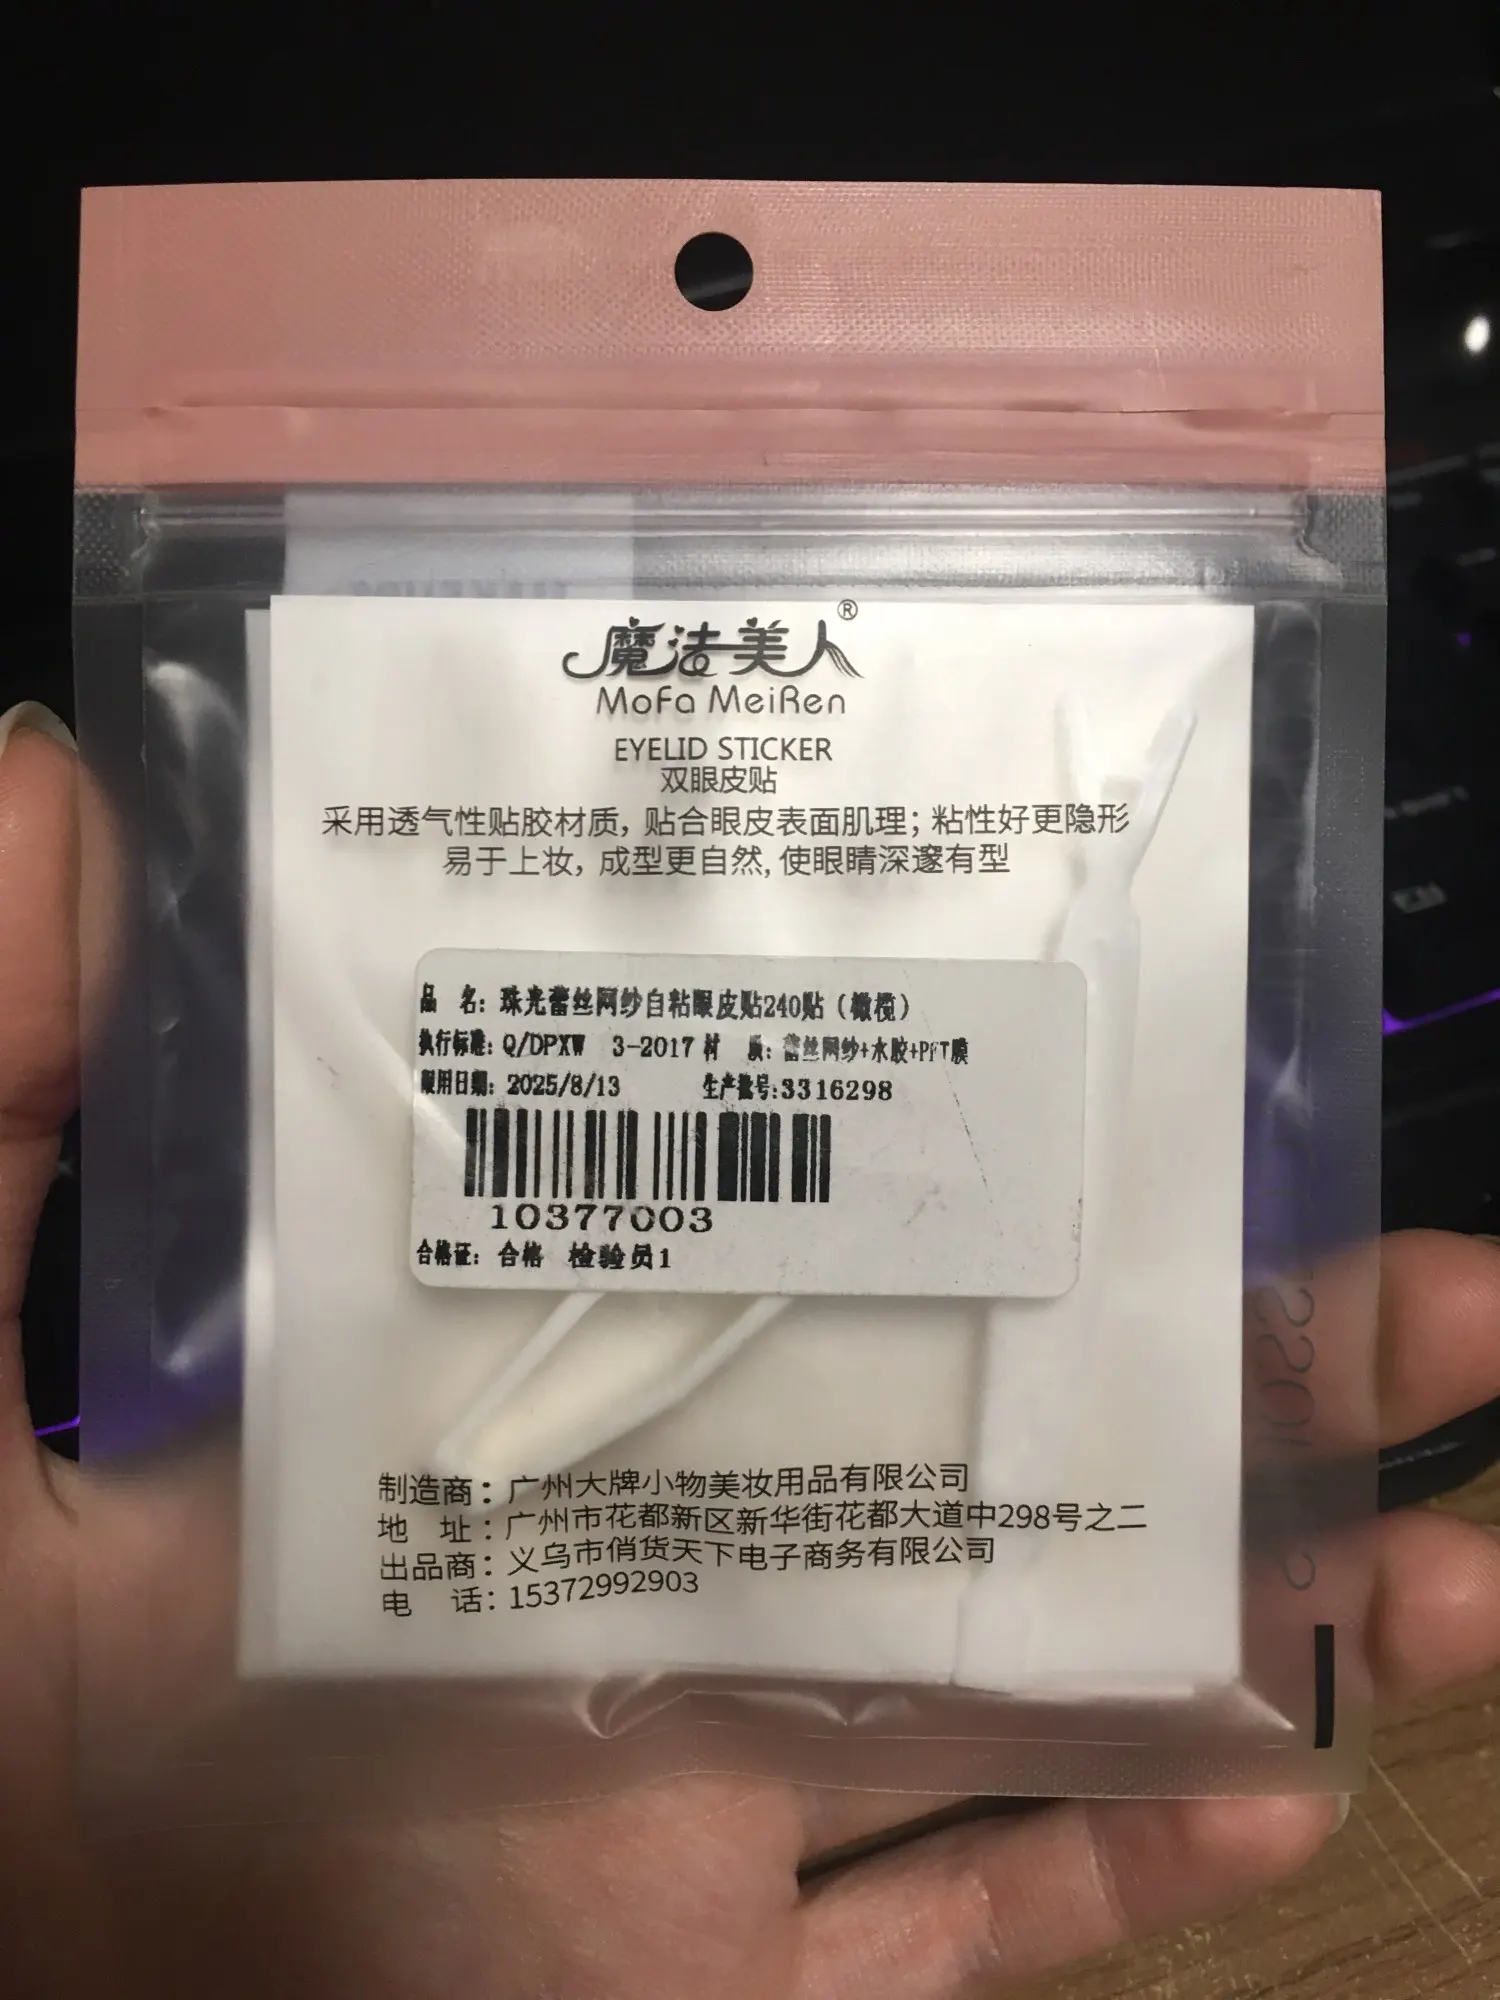 魔法美人®
MoFa MeiRen
EYELID STICKER
双眼皮贴
采用透气性贴胶材质，贴合眼皮表面肌理；粘性好更隐形
易于上妆，成型更自然，使眼睛深邃有型
品 名：珠光蕾丝网纱自粘眼皮贴240贴（橄榄）
执行标准：Q/DPXW 3-2017 材 质：蕾丝网纱+水胶+PET膜
限用日期：2025/8/13 生产批号:3316298
10377003
合格证：合格 检验员1
制造商：广州大牌小物美妆用品有限公司
地 址：广州市花都新区新华街花都大道中298号之二
出品商：义乌市俏货天下电子商务有限公司
电 话：15372992903